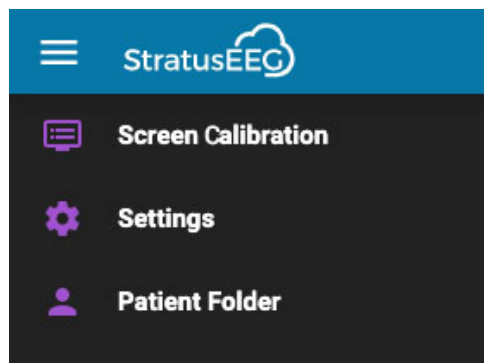 StratusEEG
Screen Calibration
Settings
Patient Folder